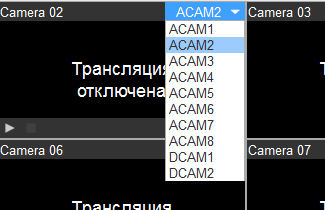 Camera 02
ACAM2
Camera 03
ACAM1
ACAM2
ACAM3
ACAM4
ACAM5
ACAM6
ACAM7
ACAM8
DCAM1
DCAM2
Трансляция
отключена
Camera 06
Camera 07
Трансляция